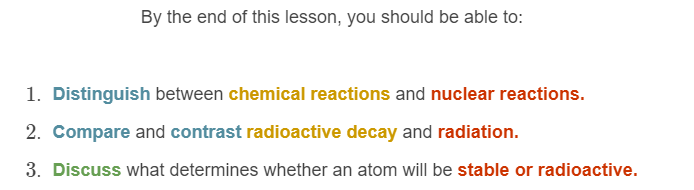 By the end of this lesson, you should be able to:
1. Distinguish between chemical reactions and nuclear reactions.
2. Compare and contrast radioactive decay and radiation.
3. Discuss what determines whether an atom will be stable or radioactive.